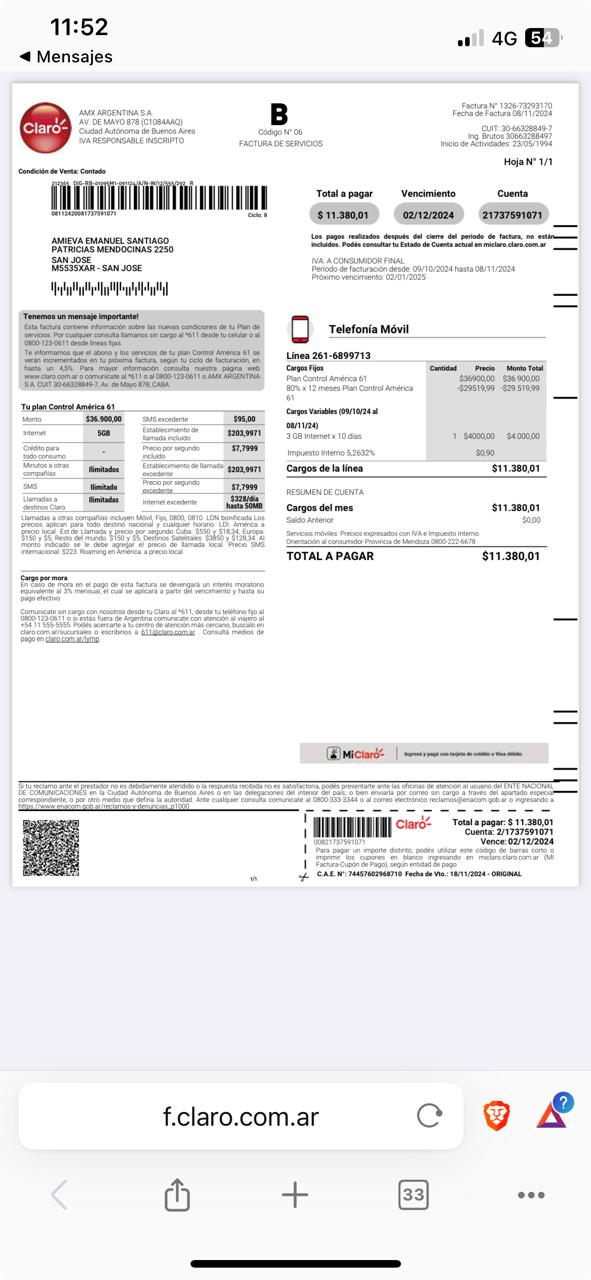 11:52
4G
54
◄ Mensajes
Claro-
AMX ARGENTINA S.A.
AV. DE MAYO 878 (C1084AAQ)
Ciudad Autónoma de Buenos Aires
IVA RESPONSABLE INSCRIPTO
B
Código N° 06
FACTURA DE SERVICIOS
Factura N° 1326-73293170
Fecha de Factura 08/11/2024
CUIT: 30-66328849-7
Ing. Brutos 30663288497
Inicio de Actividades: 23/05/1994
Hoja N° 1/1
Condición de Venta: Contado
08112420081737591071
Ciclo: 8
Total a pagar
Vencimiento
Cuenta
$ 11.380,01
02/12/2024
21737591071
Los pagos realizados después del cierre del periodo de factura, no están
incluidos. Podés consultar tu Estado de Cuenta actual en miclaro.claro.com.ar
AMIEVA EMANUEL SANTIAGO
PATRICIAS MENDOCINAS 2250
SAN JOSE
M5535XAR - SAN JOSE
IVA: A CONSUMIDOR FINAL
Período de facturación desde: 09/10/2024 hasta 08/11/2024
Próximo vencimiento: 02/01/2025
Tenemos un mensaje importante!
Esta factura contiene información sobre las nuevas condiciones de tu Plan de
servicios. Por cualquier consulta llamanos sin cargo al *611 desde tu celular o al
0800-123-0611 desde líneas fijas.
Te informamos que el abono y los servicios de tu plan Control América 61 se
verán incrementados en tu próxima factura, según tu ciclo de facturación, en
hasta un 4,5%. Para mayor información consulta nuestra página web
www.claro.com.ar o comunicate al *611 o al 0800-123-0611 o AMX ARGENTINA
S.A. CUIT 30-66328849-7, Av. de Mayo 878, CABA.
Telefonía Móvil
Línea 261-6899713
Cargos Fijos Cantidad Precio Monto Total
Plan Control América 61 $36900,00 $36.900,00
80% x 12 meses Plan Control América -$29519,99 -$29.519,99
61
Cargos Variables (09/10/24 al
08/11/24)
3 GB Internet x 10 días 1 $4000,00 $4.000,00
Impuesto Interno 5,2632% $0,90
Cargos de la línea $11.380,01
RESUMEN DE CUENTA
Cargos del mes $11.380,01
Saldo Anterior $0,00
Servicios móviles: Precios expresados con IVA e Impuesto Interno.
Orientación al consumidor Provincia de Mendoza 0800-222-6678
TOTAL A PAGAR $11.380,01
Tu plan Control América 61
Monto $36.900,00 SMS excedente $95,00
Internet 5GB Establecimiento de llamada incluído $203,9971
Crédito para todo consumo - Precio por segundo incluído $7,7999
Minutos a otras compañías Ilimitados Establecimiento de llamada excedente $203,9971
SMS Ilimitados Precio por segundo excedente $7,7999
Llamadas a destinos Claro Ilimitadas Internet excedente $328/día hasta 50MB
Llamadas a otras compañías incluyen Móvil, Fijo, 0800, 0810. LDN bonificada Los
precios aplican para todo destino nacional y cualquier horario. LDI: América a
precio local. Est.de Llamada y precio por segundo Cuba: $550 y $18,34, Europa:
$150 y $5, Resto del mundo: $150 y $5, Destinos Satelitales: $3850 y $128,34. Al
monto indicado se le debe agregar el precio de llamada local. Precio SMS
internacional: $223. Roaming en América: a precio local.
Cargo por mora
En caso de mora en el pago de esta factura se devengará un interés moratorio
equivalente al 3% mensual, el cual se aplicará a partir del vencimiento y hasta su
pago efectivo
Comunicate sin cargo con nosotros desde tu Claro al *611, desde tu teléfono fijo al
0800-123-0611 o si estás fuera de Argentina comunicate con atención al viajero al
+54 11 555-5555. Podés acercarte a tu centro de atención más cercano, buscalo en
claro.com.ar/sucursales o escribinos a 611@claro.com.ar . Consultá medios de
pago en claro.com.ar/lymp
MiClaro-
Ingresá y pagá con tarjeta de crédito o Visa débito
Si tu reclamo ante el prestador no es debidamente atendido o la respuesta recibida no es satisfactoria, podés presentarte ante las oficinas de atención al usuario del ENTE NACIONAL
DE COMUNICACIONES en la Ciudad Autónoma de Buenos Aires o en las delegaciones del interior del país, o bien enviarla por correo sin cargo a través del apartado especial
correspondiente, o por otro medio que defina la autoridad. Ante cualquier consulta comunicate al 0800-333-3344 o al correo electrónico reclamos@enacom.gob.ar o ingresando a
https://www.enacom.gob.ar/reclamos-y-denuncias_p1000.
Claro-
00821737591071
Total a pagar: $ 11.380,01
Cuenta: 2/1737591071
Vence: 02/12/2024
Para pagar un importe distinto, podés utilizar este código de barras corto o
imprimir los cupones en blanco ingresando en miclaro.claro.com.ar (Mi
Factura-Cupón de Pago), según entidad de pago.
1/1
C.A.E. N°: 74457602968710 Fecha de Vto.: 18/11/2024 - ORIGINAL
f.claro.com.ar
?
33